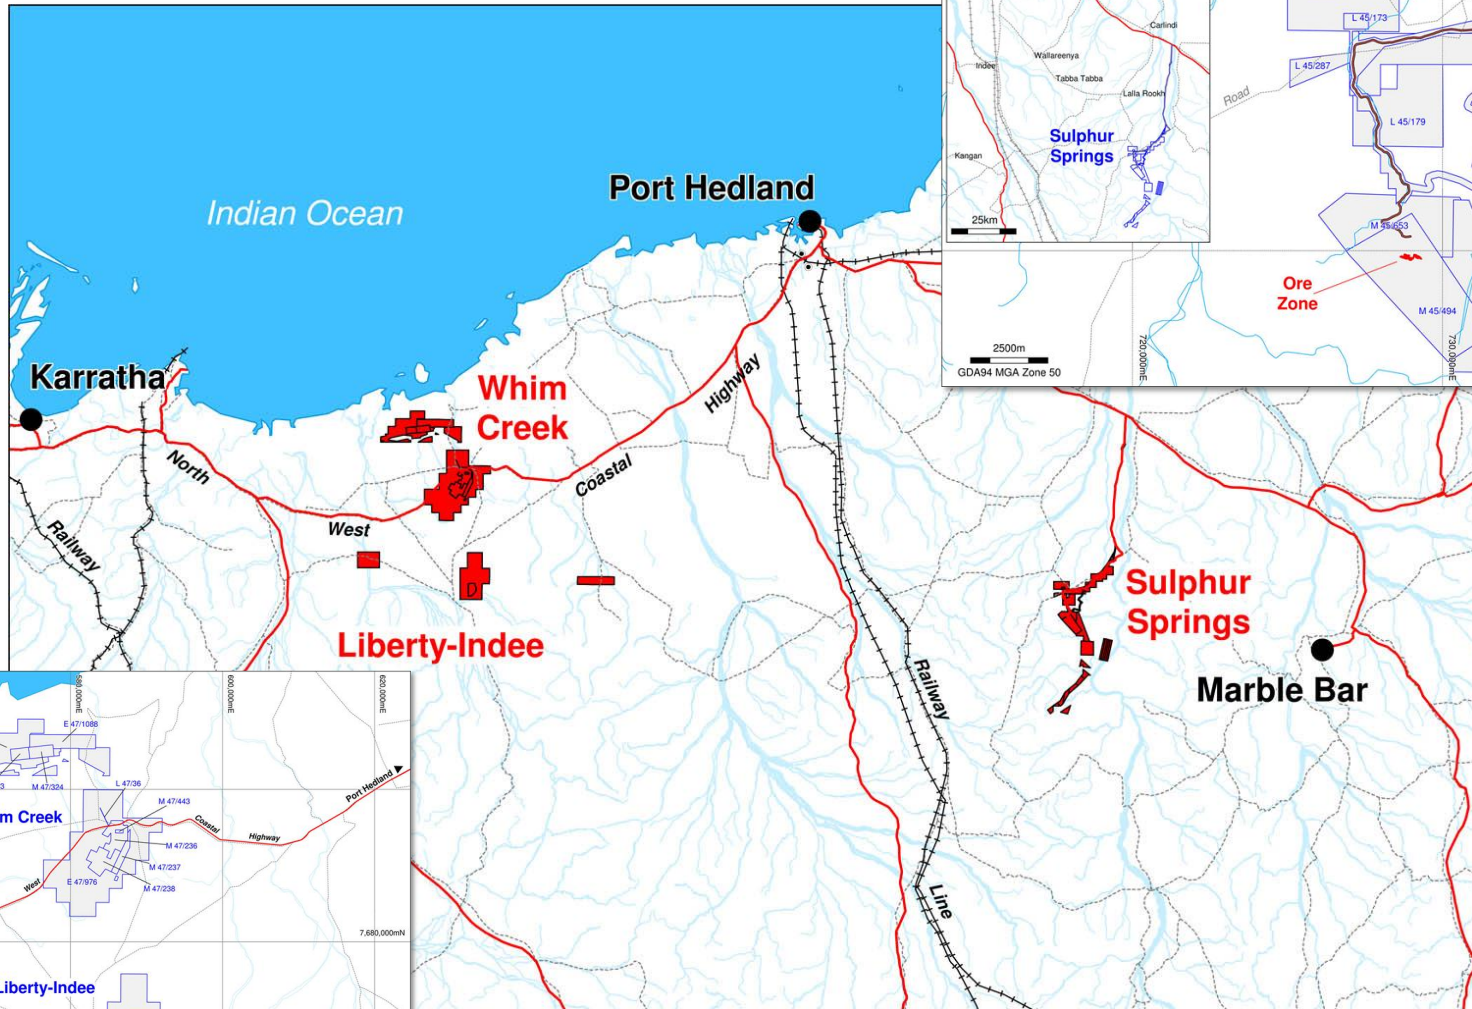 Carlindi
L 45/173
Wallareenya
Indee
L 45/287
Tabba Tabba
Lalla Rookh
Road
L 45/179
Sulphur
Springs
Kangan
Port Hedland
Indian Ocean
25km
M 45/653
Ore
Zone
M 45/494
2500m
GDA94 MGA Zone 50
720,000mE
730,000mE
Karratha
Whim
Creek
Highway
North
Coastal
West
Railway
Sulphur
Springs
D
Liberty-Indee
Marble Bar
Railway
Line
580,000mE
600,000mE
620,000mE
E 47/1088
3
M 47/324
L 47/36
Port Hedland
M 47/443
m Creek
Coastal
Highway
M 47/236
M 47/237
E 47/976
West
M 47/238
7,680,000mN
Liberty-Indee